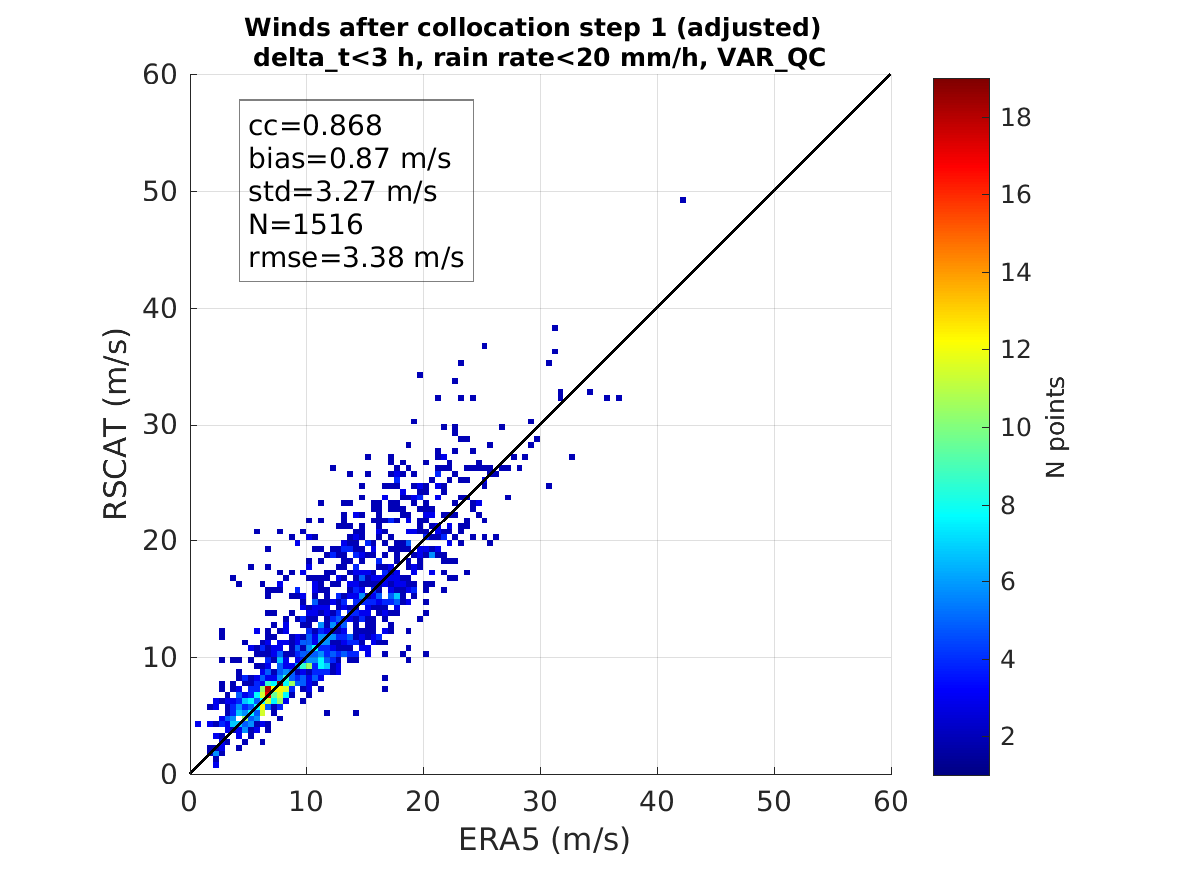 Winds after collocation step 1 (adjusted)
delta_t<3 h, rain rate<20 mm/h, VAR_QC
cc=0.868
bias=0.87 m/s
std=3.27 m/s
N=1516
rmse=3.38 m/s
60
50
40
30
20
10
0
RSCAT (m/s)
0 10 20 30 40 50 60
ERA5 (m/s)
18
16
14
12
10
8
6
4
2
N points